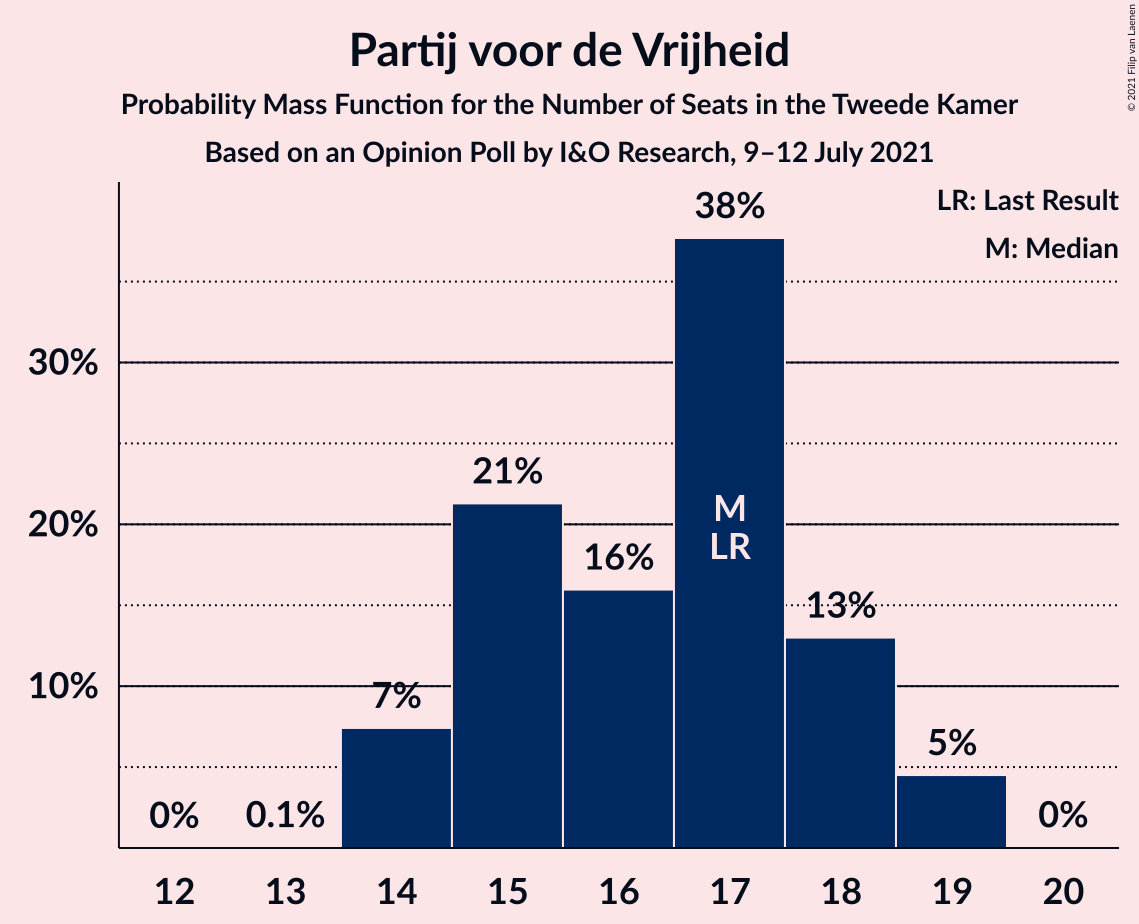 Partij voor de Vrijheid
Probability Mass Function for the Number of Seats in the Tweede Kamer
Based on an Opinion Poll by I&O Research, 9–12 July 2021
© 2021 Filip van Laenen
LR: Last Result
M: Median
38%
30%
21%
20%
M
LR
16%
13%
10%
7%
5%
0%
0.1%
0%
12 13 14 15 16 17 18 19 20